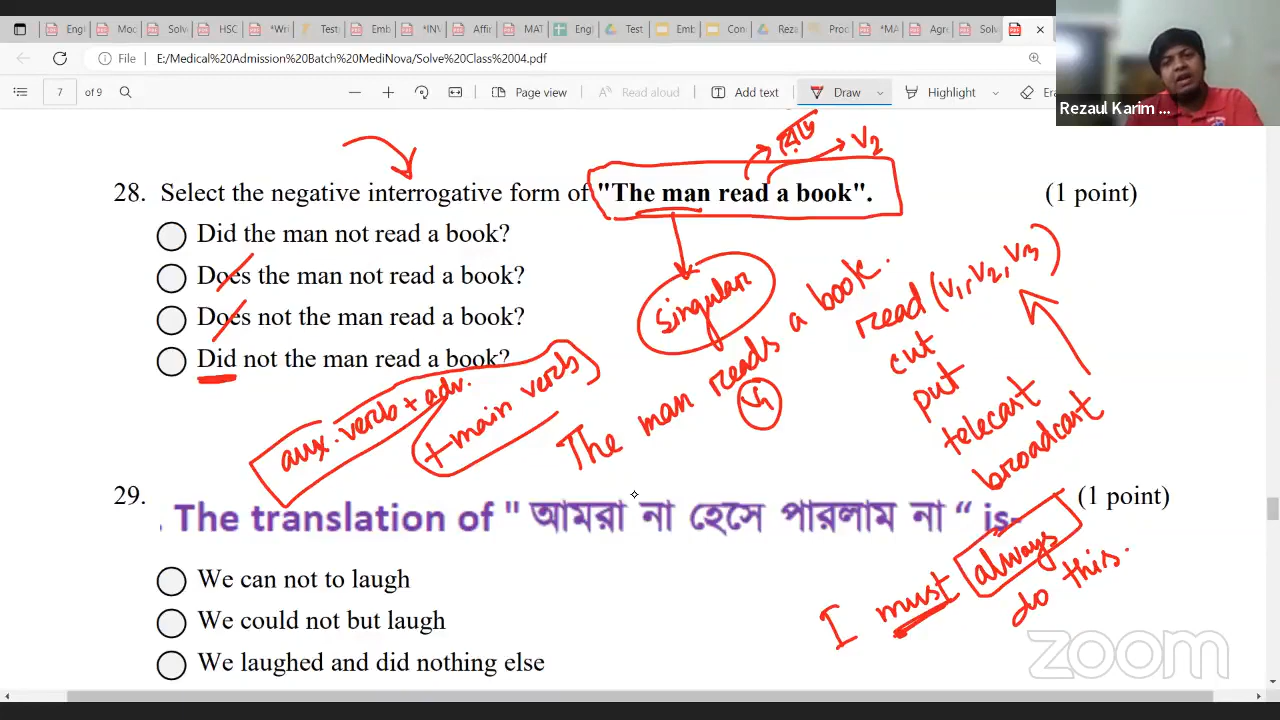 Eng
Moc
Solv
HSC
*Writ
Test
Emb
*INV
Affir
MAT
Eng
Test
Emb
Con
Reza
Proc
*MA
Agre
Solv
File
E:/Medical%20Admission%20Batch%20MediNova/Solve%20Class%2004.pdf
7 of 9
Page view
Read aloud
Add text
Draw
Highlight
Rezaul Karim ...
রেড
V2
28. Select the negative interrogative form of "The man read a book". (1 point)
Did the man not read a book?
Does the man not read a book?
Does not the man read a book?
Did not the man read a book?
singular
The man reads a book.
V1
read (V1, V2, V3)
cut
put
telecast
broadcast
aux. verb + adv.
+ main verb
29. (1 point)
. The translation of " আমরা না হেসে পারলাম না “ is-
We can not to laugh
We could not but laugh
We laughed and did nothing else
I must always do this.
zoom